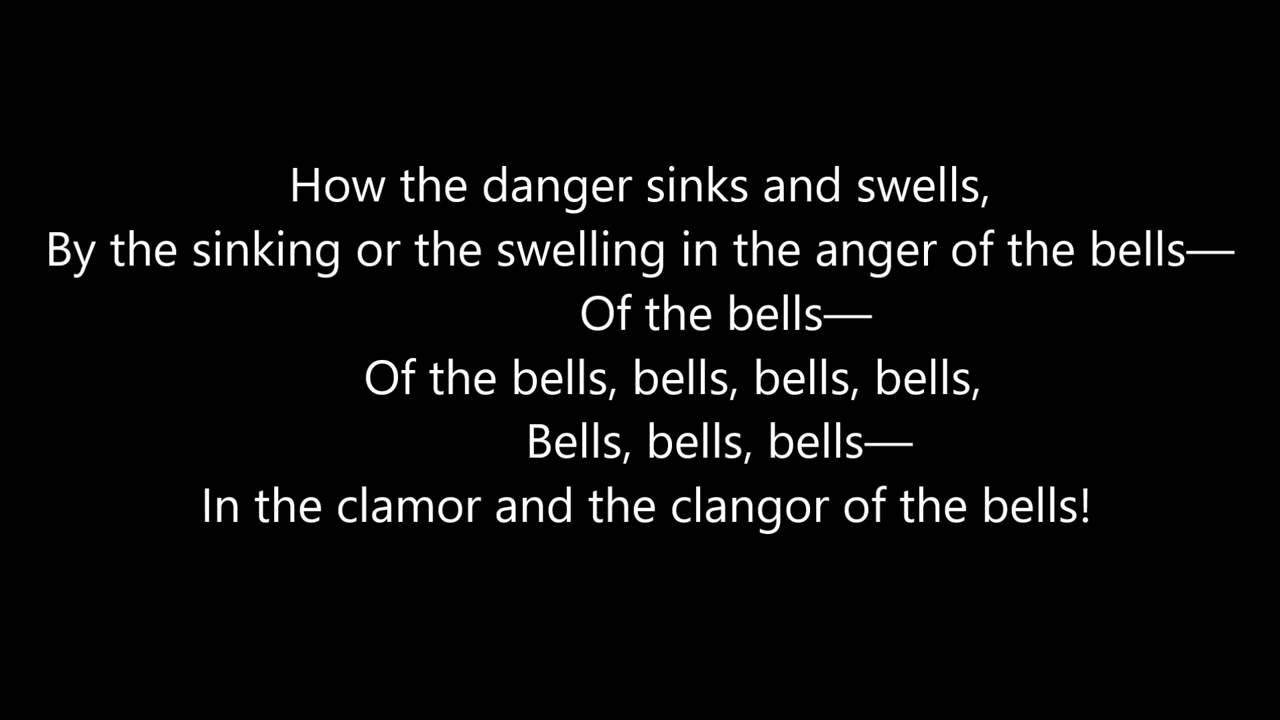 How the danger sinks and swells,
By the sinking or the swelling in the anger of the bells—
Of the bells—
Of the bells, bells, bells, bells,
Bells, bells, bells—
In the clamor and the clangor of the bells!